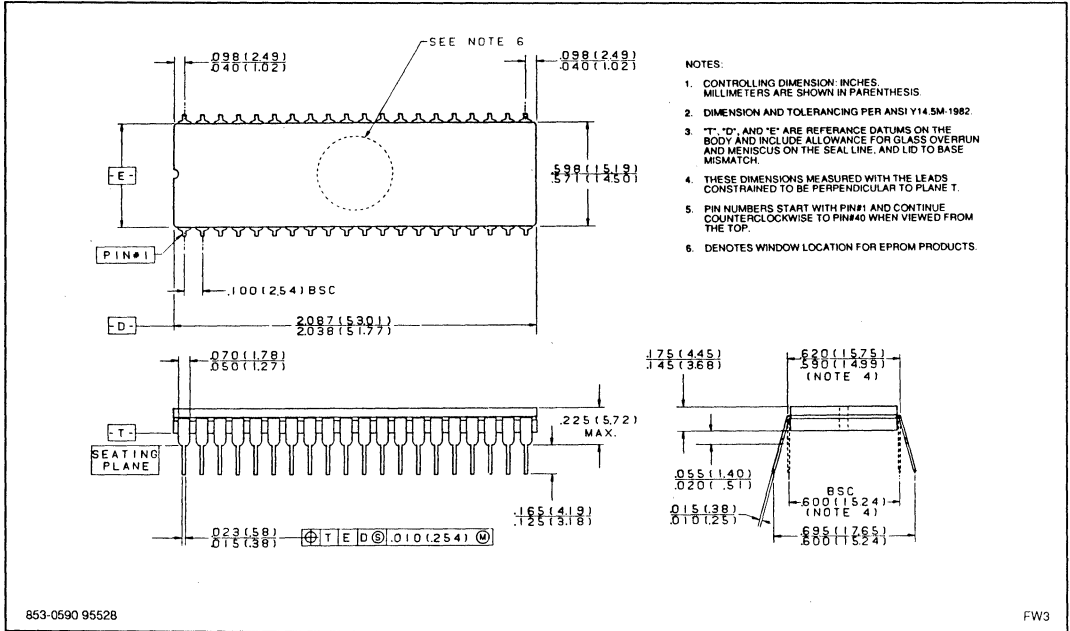 SEE NOTE 6
.098(2.49)
.040(1.02)
.098(2.49)
.040(1.02)
-E-
.598(15.19)
.571(14.50)
PIN#1
.100(2.54)BSC
-D-
2.087(53.01)
2.038(51.77)
NOTES:
1. CONTROLLING DIMENSION: INCHES.
MILLIMETERS ARE SHOWN IN PARENTHESIS.
2. DIMENSION AND TOLERANCING PER ANSI Y14.5M-1982.
3. "T", "D", AND "E" ARE REFERANCE DATUMS ON THE
BODY AND INCLUDE ALLOWANCE FOR GLASS OVERRUN
AND MENISCUS ON THE SEAL LINE, AND LID TO BASE
MISMATCH.
4. THESE DIMENSIONS MEASURED WITH THE LEADS
CONSTRAINED TO BE PERPENDICULAR TO PLANE T.
5. PIN NUMBERS START WITH PIN#1 AND CONTINUE
COUNTERCLOCKWISE TO PIN#40 WHEN VIEWED FROM
THE TOP.
6. DENOTES WINDOW LOCATION FOR EPROM PRODUCTS.
.070(1.78)
.050(1.27)
-T-
SEATING
PLANE
.225(5.72)
MAX.
.165(4.19)
.125(3.18)
.023(.58)
.015(.38)
⌖ T E D Ⓢ .010(.254) Ⓜ
.175(4.45)
.145(3.68)
.620(15.75)
.590(14.99)
(NOTE 4)
.055(1.40)
.020( .51)
.015(.38)
.010(.25)
BSC
.600(15.24)
(NOTE 4)
.695(17.65)
.600(15.24)
853-0590 95528
FW3